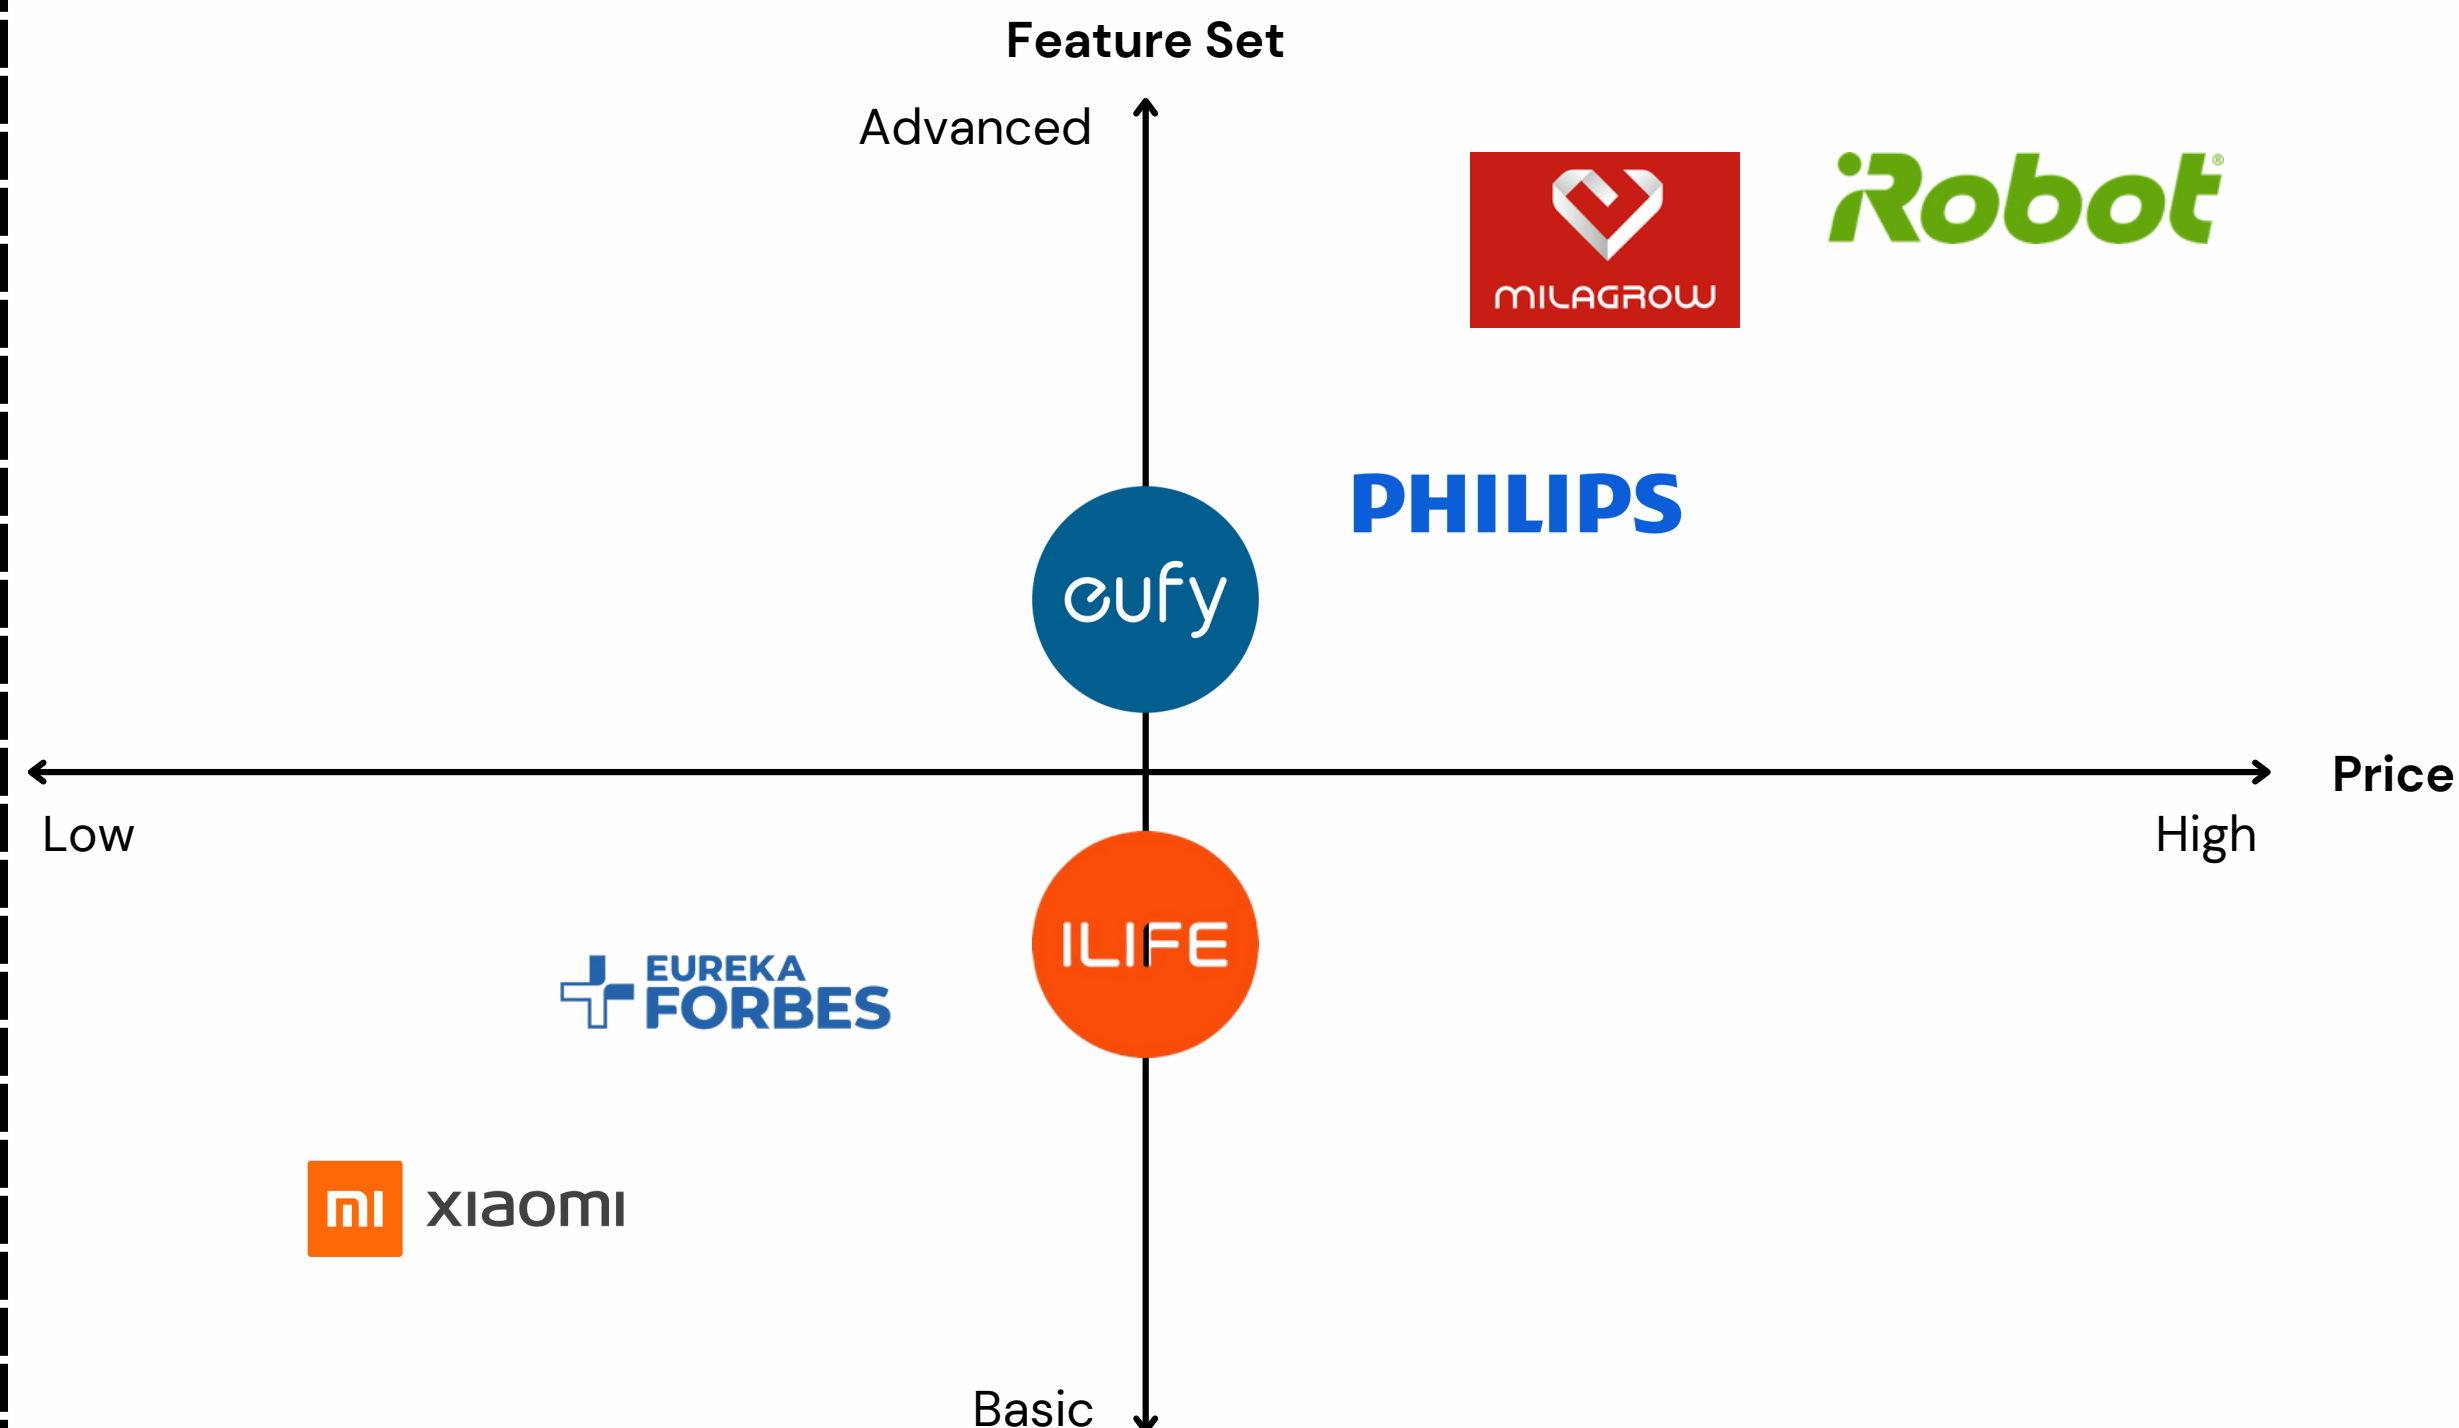 Feature Set
Advanced
MILAGROW
iRobot®
PHILIPS
eufy
Price
Low
High
ILIFE
EUREKA
FORBES
mi xiaomi
Basic